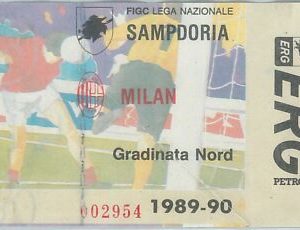 FIGC LEGA NAZIONALE
SAMPDORIA
MILAN
Gradinata Nord
002954
1989-90
ERG
ERG
PETRO